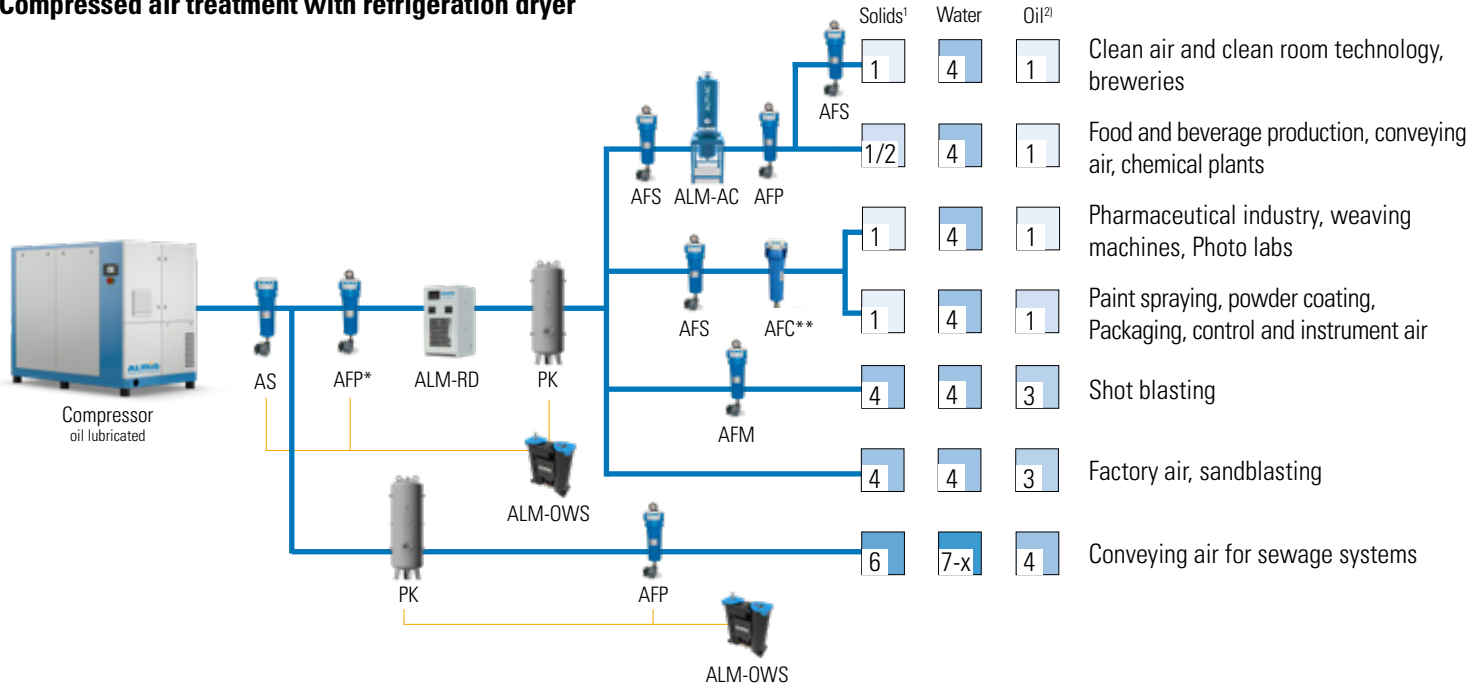 Compressed air treatment with refrigeration dryer
Solids¹ Water Oil²⁾
1 4 1
Clean air and clean room technology,
breweries
AFS
1/2 4 1
Food and beverage production, conveying
air, chemical plants
AFS ALM-AC AFP
1 4 1
Pharmaceutical industry, weaving
machines, Photo labs
1 4 1
Paint spraying, powder coating,
Packaging, control and instrument air
AFS AFC**
ALMiG
Compressor
oil lubricated
AS AFP* ALM-RD PK
4 4 3
Shot blasting
AFM
4 4 3
Factory air, sandblasting
ALM-OWS
6 7-x 4
Conveying air for sewage systems
PK AFP
ALM-OWS